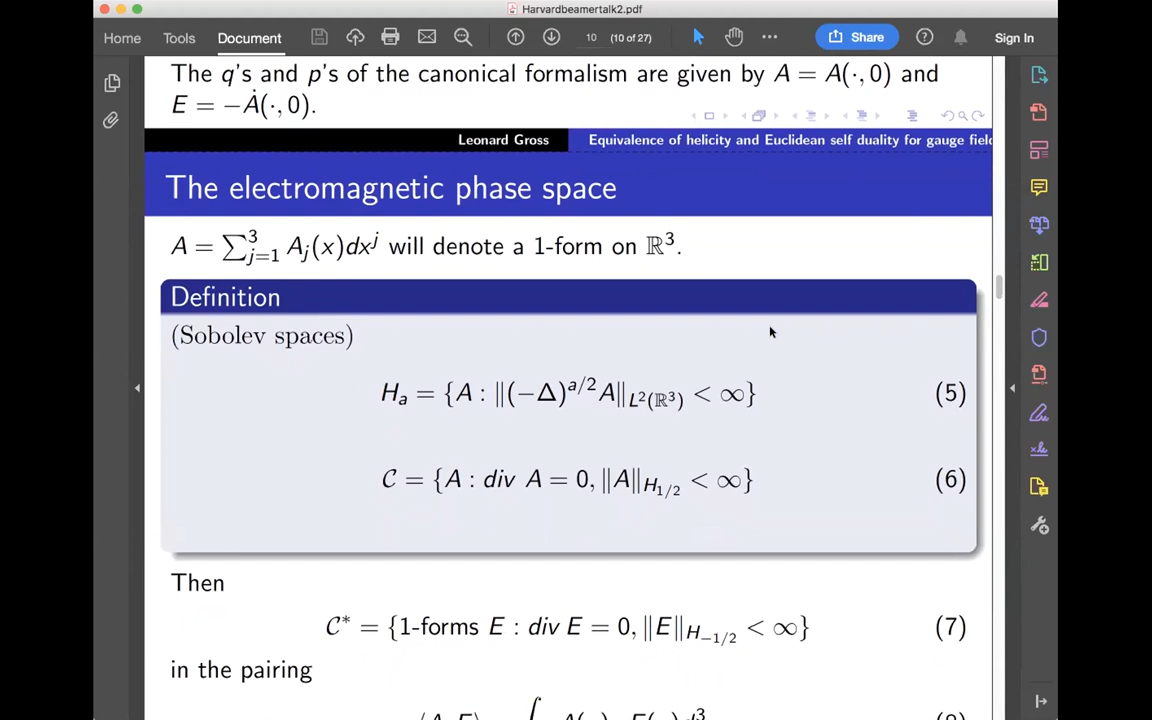 Harvardbeamertalk2.pdf
Home Tools Document 10 (10 of 27) Share Sign In
The q's and p's of the canonical formalism are given by A = A(·, 0) and
E = −Ȧ(·, 0).
Leonard Gross Equivalence of helicity and Euclidean self duality for gauge field
The electromagnetic phase space
A = ∑³ⱼ₌₁ Aⱼ(x)dxʲ will denote a 1-form on ℝ³.
Definition
(Sobolev spaces)
Hₐ = {A : ‖(−Δ)^{a/2}A‖_{L²(ℝ³)} < ∞} (5)
𝒞 = {A : div A = 0, ‖A‖_{H_{1/2}} < ∞} (6)
Then
𝒞* = {1-forms E : div E = 0, ‖E‖_{H_{−1/2}} < ∞} (7)
in the pairing